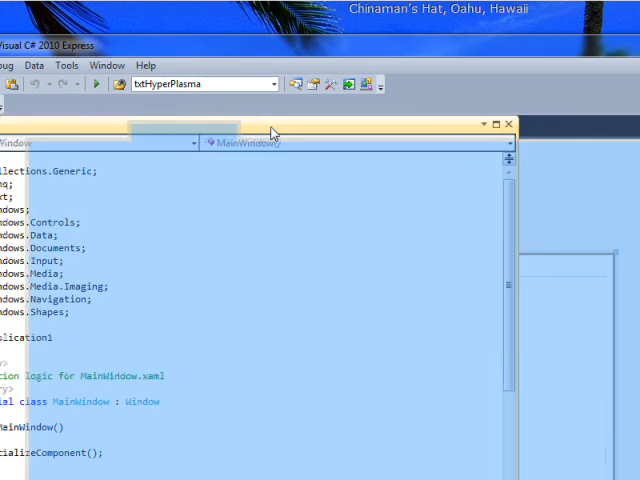 Chinaman's Hat, Oahu, Hawaii
Visual C# 2010 Express
bug Data Tools Window Help
txtHyperPlasma
Window MainWindow()
llections.Generic;
nq;
xt;
ndows;
ndows.Controls;
ndows.Data;
ndows.Documents;
ndows.Input;
ndows.Media;
ndows.Media.Imaging;
ndows.Navigation;
ndows.Shapes;
plication1
y>
tion logic for MainWindow.xaml
ry>
ial class MainWindow : Window
MainWindow()
tializeComponent();